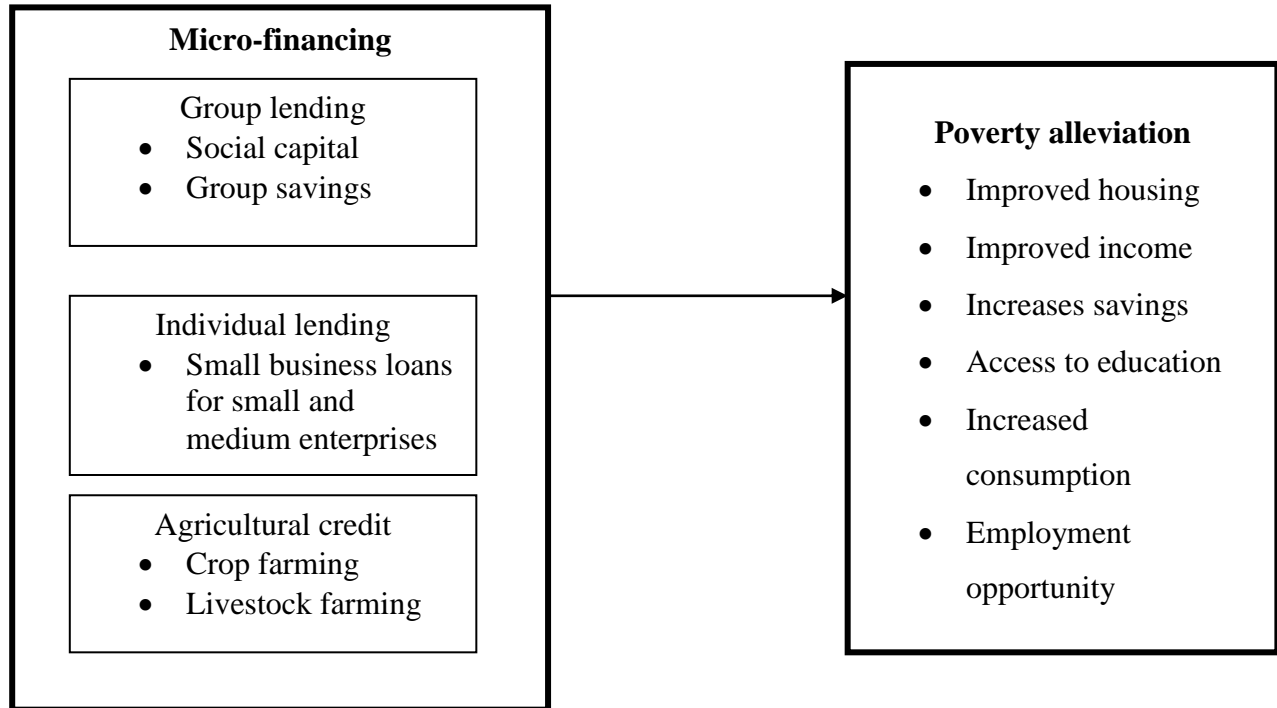 Micro-financing
Group lending
• Social capital
• Group savings
Individual lending
• Small business loans
for small and
medium enterprises
Agricultural credit
• Crop farming
• Livestock farming
Poverty alleviation
• Improved housing
• Improved income
• Increases savings
• Access to education
• Increased
consumption
• Employment
opportunity